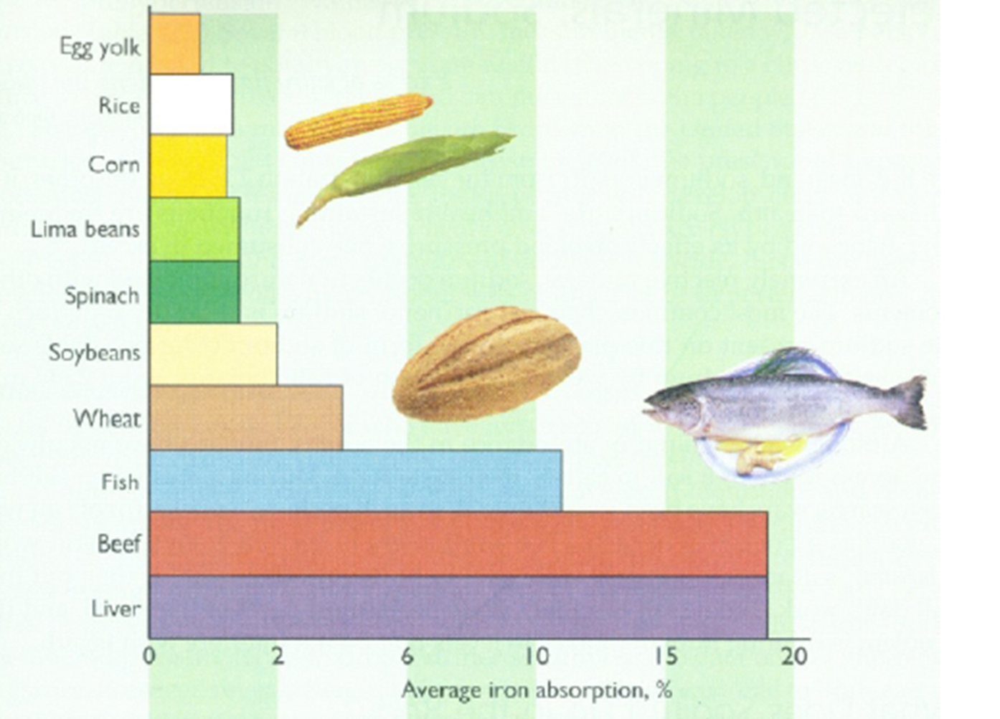 Egg yolk
Rice
Corn
Lima beans
Spinach
Soybeans
Wheat
Fish
Beef
Liver
0 2 6 10 15 20
Average iron absorption, %